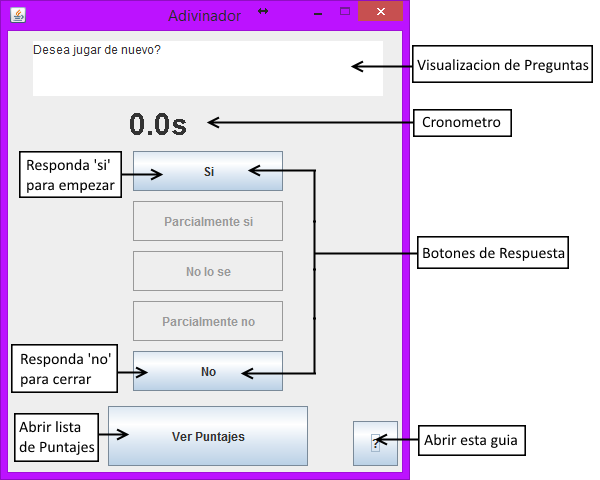 Adivinador
Desea jugar de nuevo?
Visualizacion de Preguntas
0.0s
Cronometro
Responda 'si'
para empezar
Si
Parcialmente si
No lo se
Botones de Respuesta
Parcialmente no
Responda 'no'
para cerrar
No
Abrir lista
de Puntajes
Ver Puntajes
?
Abrir esta guia